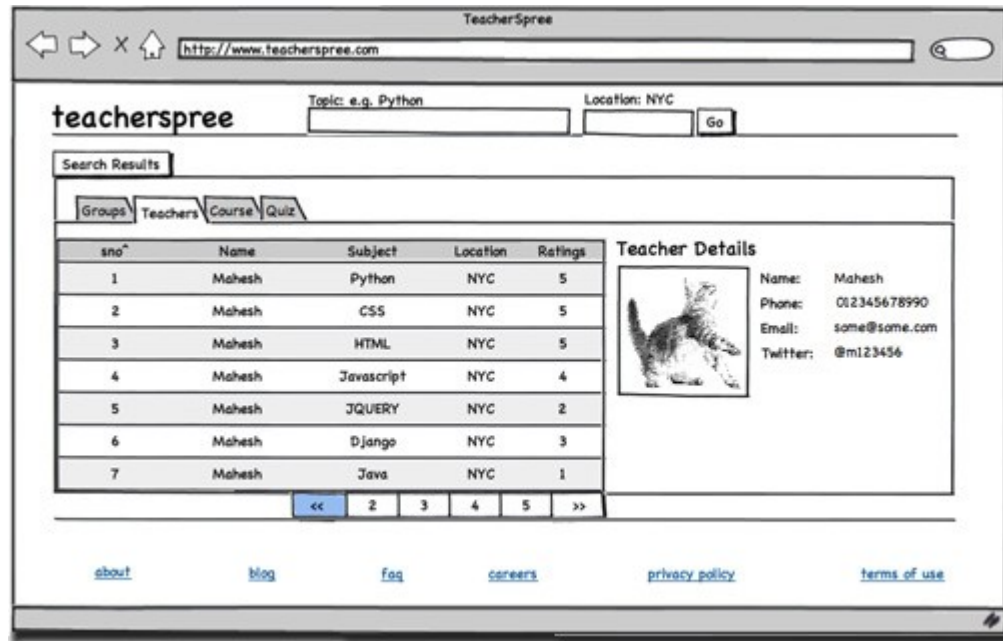 TeacherSpree
X http://www.teacherspree.com
Topic: e.g. Python Location: NYC
teacherspree Go
Search Results
Groups Teachers Course Quiz
sno^ Name Subject Location Ratings
1 Mahesh Python NYC 5
2 Mahesh CSS NYC 5
3 Mahesh HTML NYC 5
4 Mahesh Javascript NYC 4
5 Mahesh JQUERY NYC 2
6 Mahesh Django NYC 3
7 Mahesh Java NYC 1
<< 2 3 4 5 >>
Teacher Details
Name: Mahesh
Phone: 012345678990
Email: some@some.com
Twitter: @m123456
about blog faq careers privacy policy terms of use